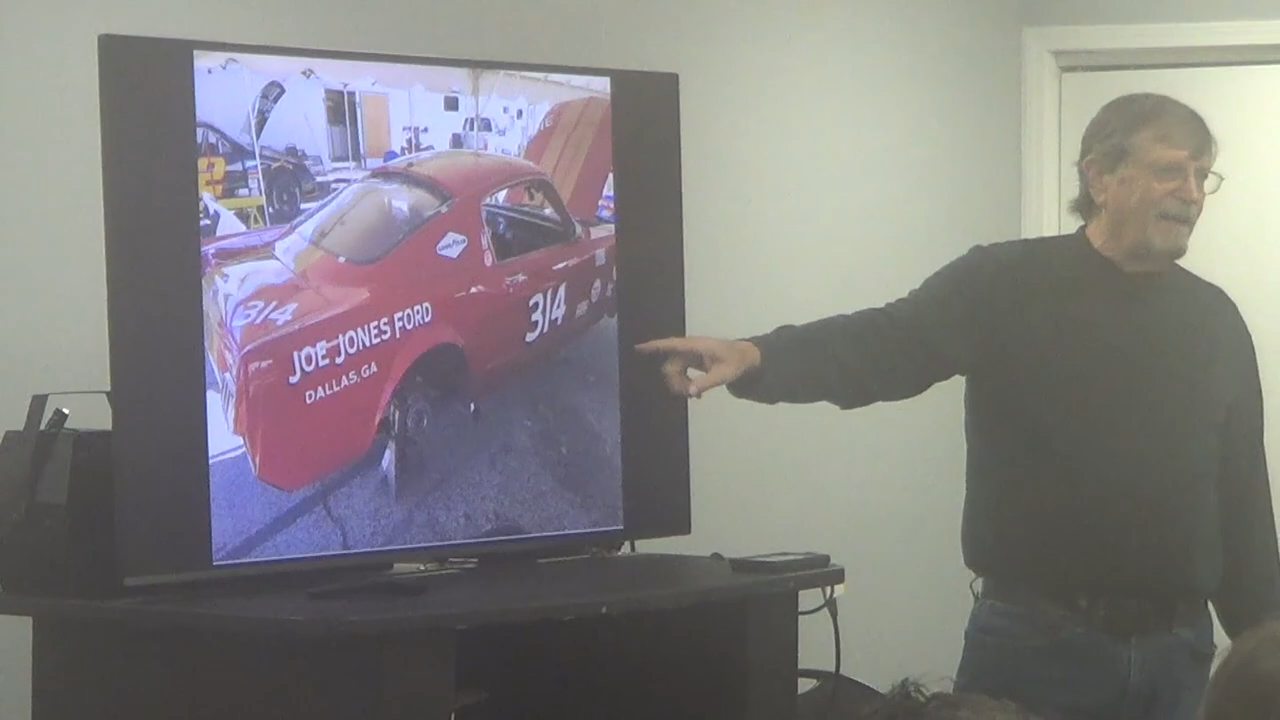 GOODYEAR
314
314
JOE JONES FORD
DALLAS, GA